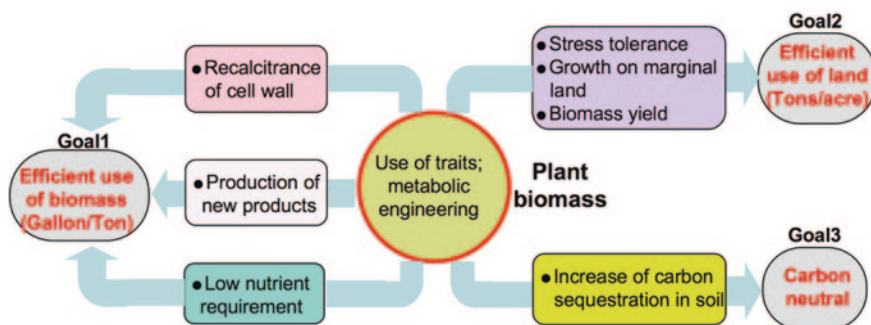 Goal2
● Recalcitrance
of cell wall
● Stress tolerance
● Growth on marginal
land
● Biomass yield
Efficient
use of land
(Tons/acre)
Goal1
Efficient use
of biomass
(Gallon/Ton)
● Production of
new products
Use of traits;
metabolic
engineering
Plant
biomass
● Low nutrient
requirement
● Increase of carbon
sequestration in soil
Goal3
Carbon
neutral